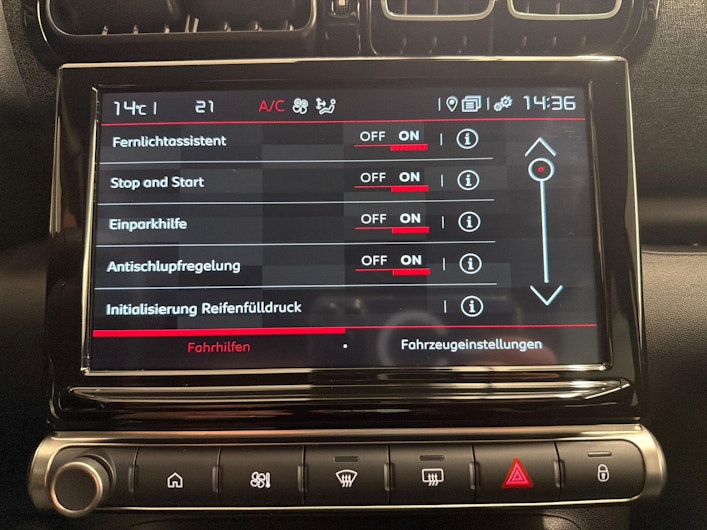 14°C 21 A/C 14:36
Fernlichtassistent OFF ON i
Stop and Start OFF ON i
Einparkhilfe OFF ON i
Antischlupfregelung OFF ON i
Initialisierung Reifenfülldruck i
Fahrhilfen Fahrzeugeinstellungen